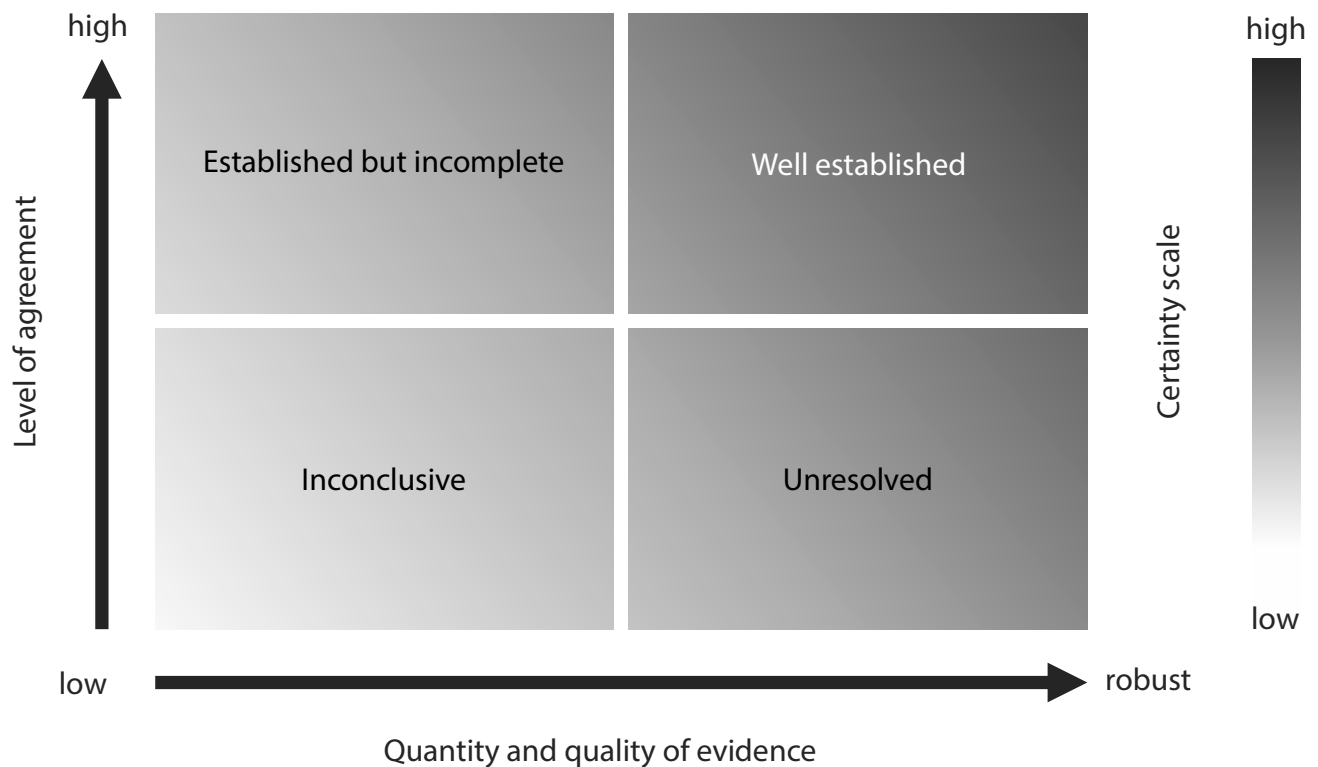 high
high
Established but incomplete
Well established
Level of agreement
Certainty scale
Inconclusive
Unresolved
low
low
robust
Quantity and quality of evidence